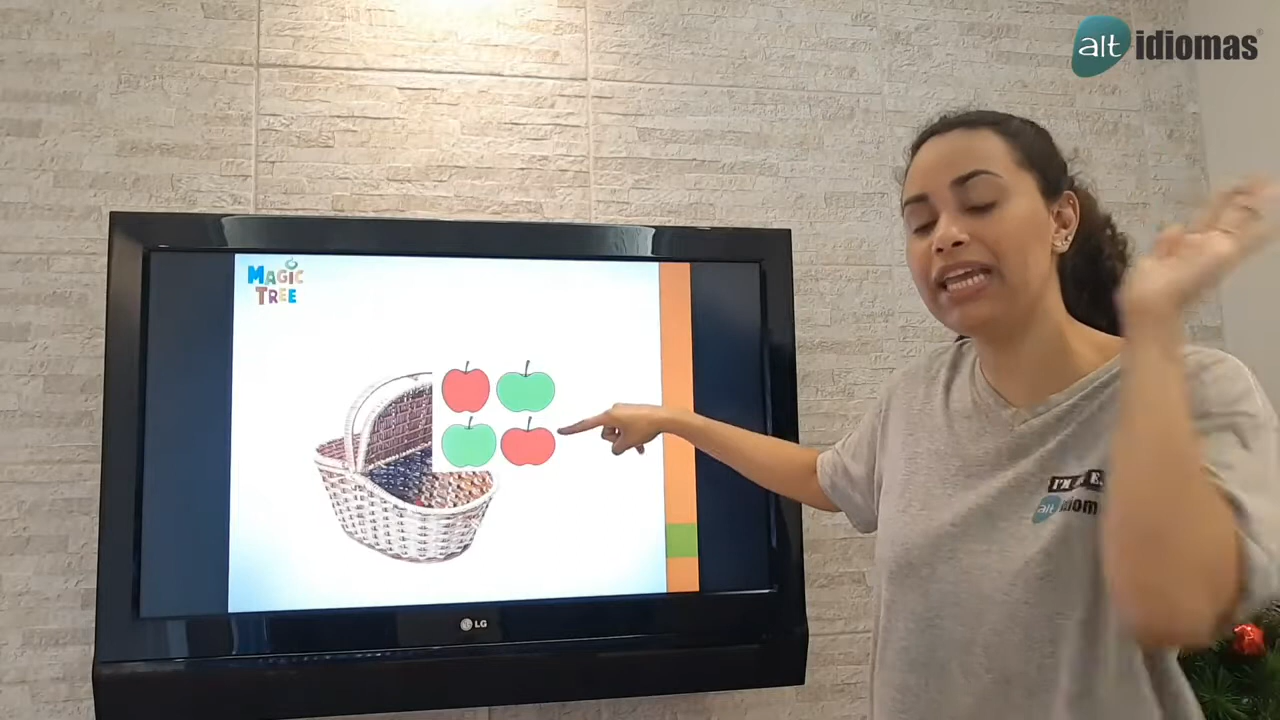 alt idiomas
MAGIC
TREE
LG
I'M
alt idiomas